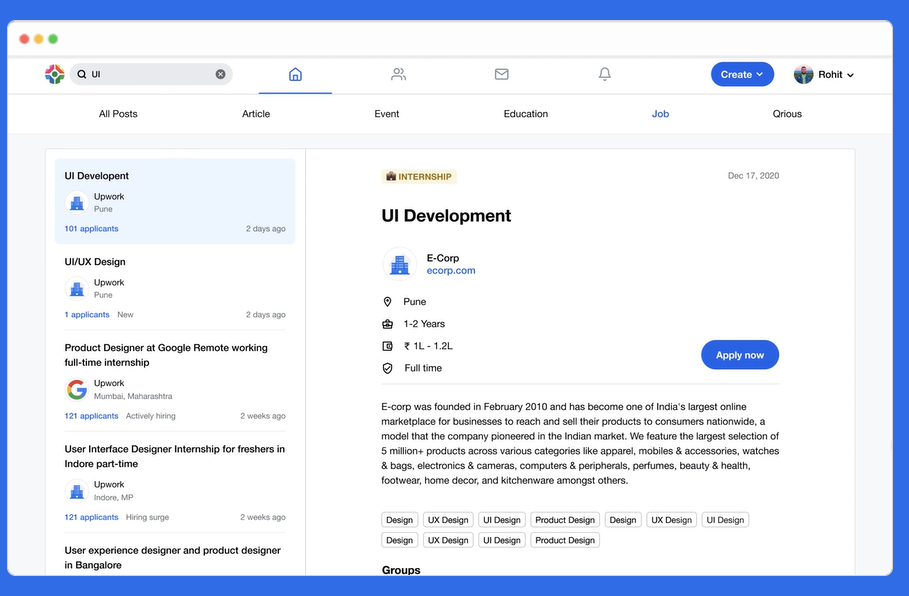 UI
Create
Rohit
All Posts
Article
Event
Education
Job
Qrious
UI Developent
Upwork
Pune
101 applicants
2 days ago
UI/UX Design
Upwork
Pune
1 applicants
New
2 days ago
Product Designer at Google Remote working
full-time internship
Upwork
Mumbai, Maharashtra
121 applicants
Actively hiring
2 weeks ago
User Interface Designer Internship for freshers in
Indore part-time
Upwork
Indore, MP
121 applicants
Hiring surge
2 weeks ago
User experience designer and product designer
in Bangalore
INTERNSHIP
Dec 17, 2020
UI Development
E-Corp
ecorp.com
Pune
1-2 Years
₹ 1L - 1.2L
Full time
Apply now
E-corp was founded in February 2010 and has become one of India's largest online
marketplace for businesses to reach and sell their products to consumers nationwide, a
model that the company pioneered in the Indian market. We feature the largest selection of
5 million+ products across various categories like apparel, mobiles & accessories, watches
& bags, electronics & cameras, computers & peripherals, perfumes, beauty & health,
footwear, home decor, and kitchenware amongst others.
Design UX Design UI Design Product Design Design UX Design UI Design
Design UX Design UI Design Product Design
Groups